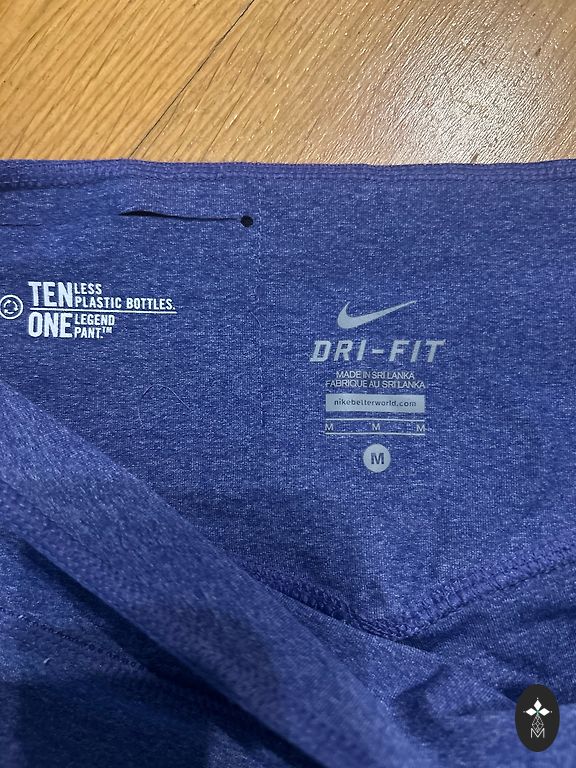 TEN LESS
PLASTIC BOTTLES.
ONE LEGEND
PANT.™
DRI-FIT
MADE IN SRI LANKA
FABRIQUE AU SRI LANKA
nikebetterworld.com
M M M
M
M